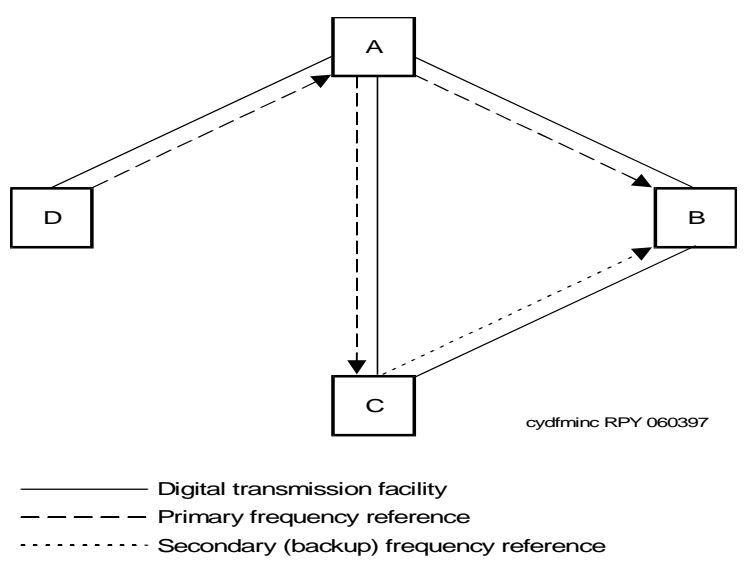 A
D
B
C
cydfminc RPY 060397
Digital transmission facility
Primary frequency reference
Secondary (backup) frequency reference